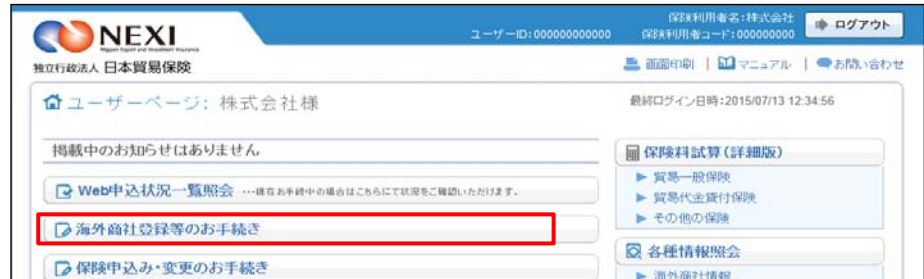 NEXI
Nippon Export and Investment Insurance
独立行政法人 日本貿易保険
ユーザーID:000000000000
保険利用者名:株式会社
保険利用者コード:000000000
ログアウト
画面印刷 | マニュアル | お問い合わせ
ユーザーページ: 株式会社様
最終ログイン日時:2015/07/13 12:34:56
掲載中のお知らせはありません
Web申込状況一覧照会 …現在お手続中の場合はこちらにて状況をご確認いただけます。
海外商社登録等のお手続き
保険申込み・変更のお手続き
保険料試算(詳細版)
貿易一般保険
貿易代金貸付保険
その他の保険
各種情報照会
海外商社情報